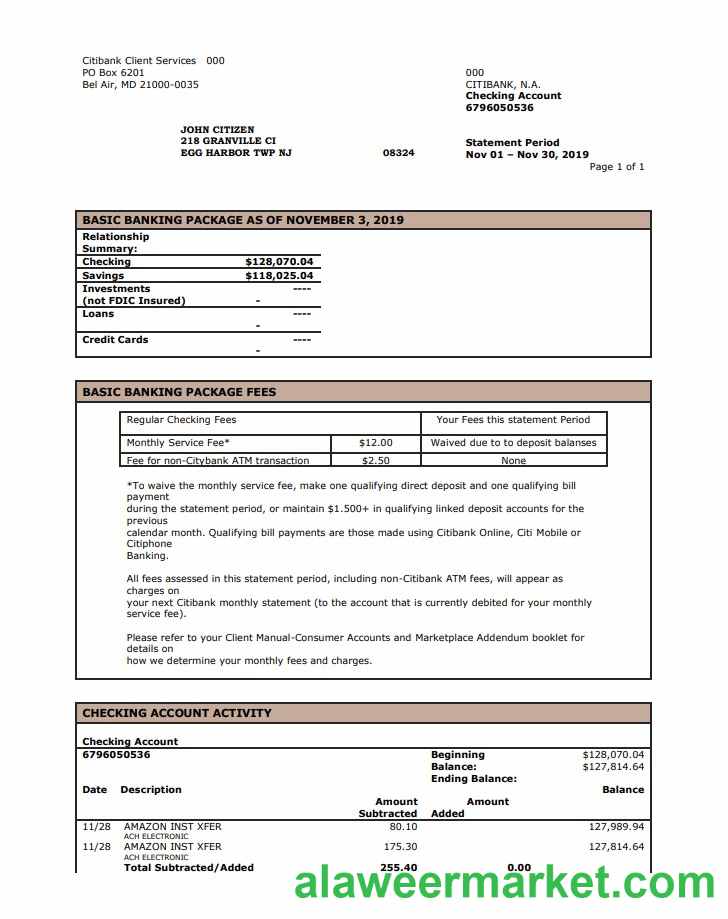 Citibank Client Services 000
PO Box 6201
Bel Air, MD 21000-0035
000
CITIBANK, N.A.
Checking Account
6796050536
JOHN CITIZEN
218 GRANVILLE CI
EGG HARBOR TWP NJ 08324
Statement Period
Nov 01 – Nov 30, 2019
Page 1 of 1
BASIC BANKING PACKAGE AS OF NOVEMBER 3, 2019
Relationship
Summary:
Checking $128,070.04
Savings $118,025.04
Investments ----
(not FDIC Insured) -
Loans ----
-
Credit Cards ----
-
BASIC BANKING PACKAGE FEES
Regular Checking Fees Your Fees this statement Period
Monthly Service Fee* $12.00 Waived due to to deposit balanses
Fee for non-Citybank ATM transaction $2.50 None
*To waive the monthly service fee, make one qualifying direct deposit and one qualifying bill
payment
during the statement period, or maintain $1.500+ in qualifying linked deposit accounts for the
previous
calendar month. Qualifying bill payments are those made using Citibank Online, Citi Mobile or
Citiphone
Banking.
All fees assessed in this statement period, including non-Citibank ATM fees, will appear as
charges on
your next Citibank monthly statement (to the account that is currently debited for your monthly
service fee).
Please refer to your Client Manual-Consumer Accounts and Marketplace Addendum booklet for
details on
how we determine your monthly fees and charges.
CHECKING ACCOUNT ACTIVITY
Checking Account
6796050536 Beginning $128,070.04
Balance: $127,814.64
Ending Balance:
Date Description Balance
Amount Amount
Subtracted Added
11/28 AMAZON INST XFER 80.10 127,989.94
ACH ELECTRONIC
11/28 AMAZON INST XFER 175.30 127,814.64
ACH ELECTRONIC
Total Subtracted/Added 255.40 0.00
alaweermarket.com